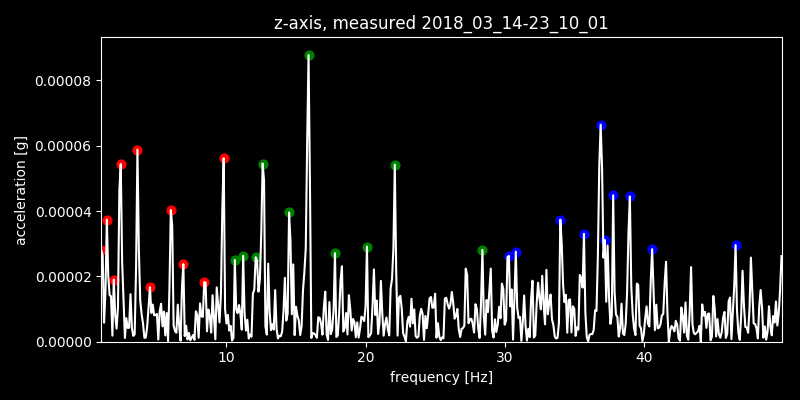 z-axis, measured 2018_03_14-23_10_01
0.00008
0.00006
0.00004
0.00002
0.00000
acceleration [g]
10 20 30 40
frequency [Hz]